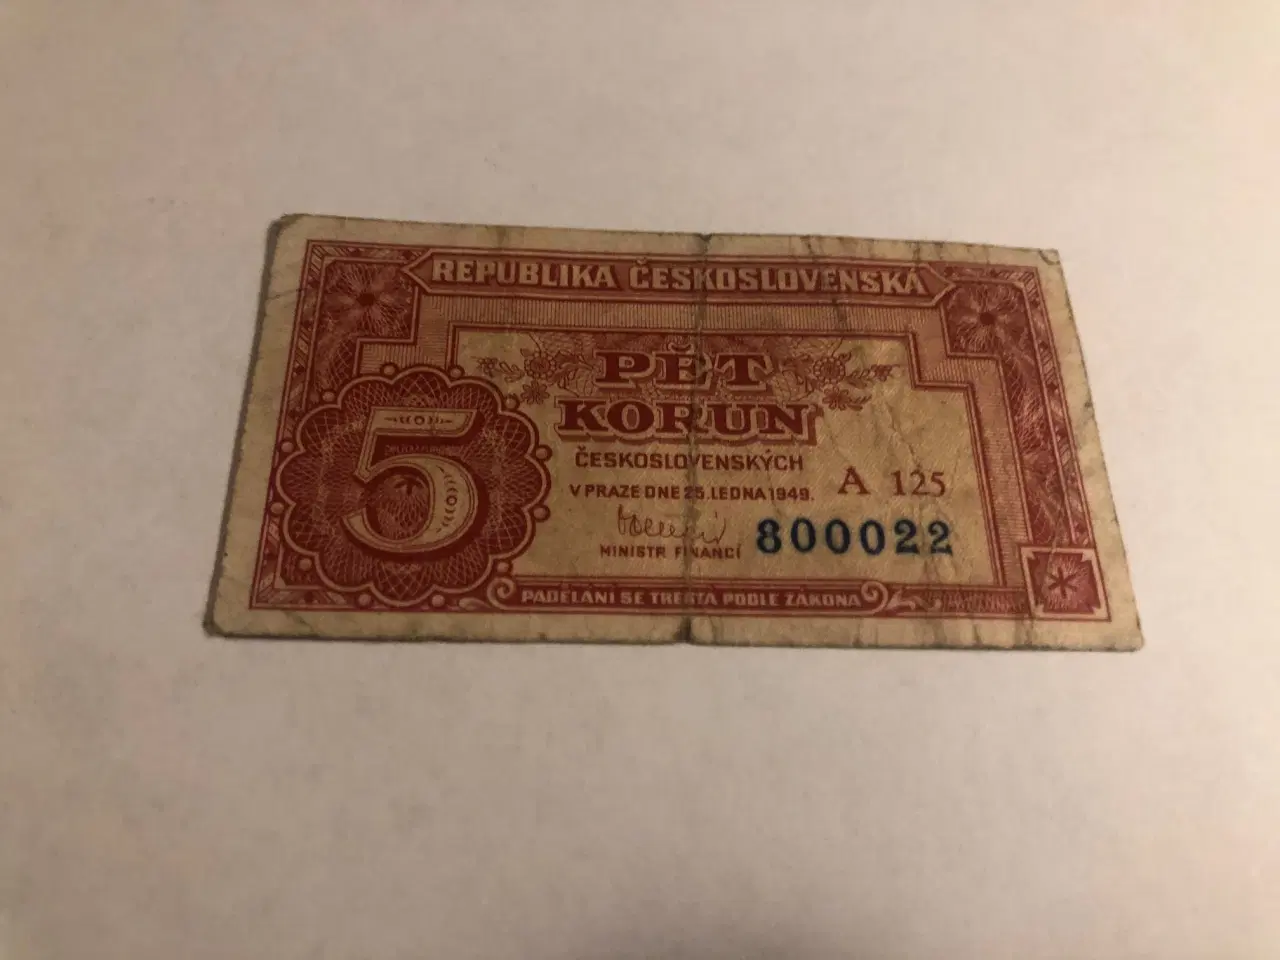 REPUBLIKA ČESKOSLOVENSKÁ
PĚT
KORUN
ČESKOSLOVENSKÝCH
V PRAZE DNE 25. LEDNA 1949.
A 125
MINISTR FINANCÍ
800022
5
PADĚLÁNÍ SE TRESTÁ PODLE ZÁKONA